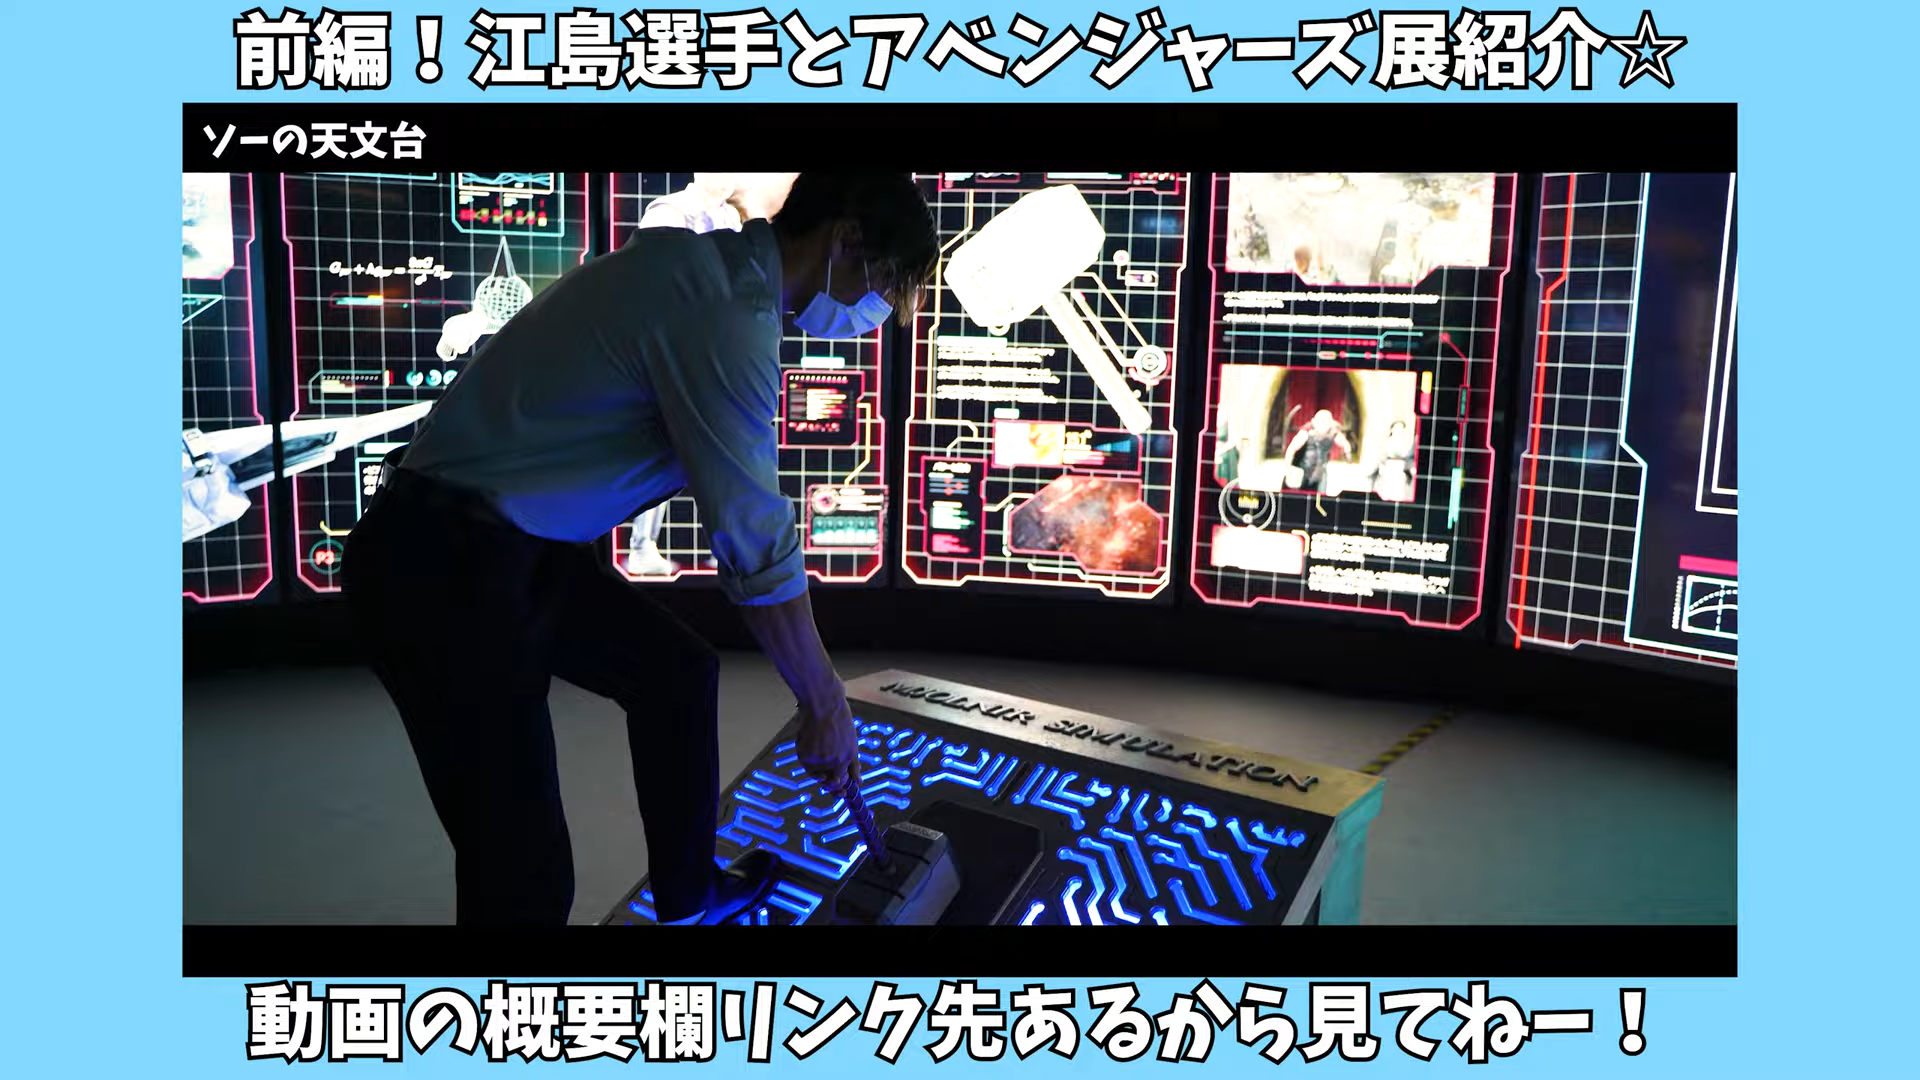 前編！江島選手とアベンジャーズ展紹介☆
ソーの天文台
P3
MJOLNIR SIMULATION
動画の概要欄リンク先あるから見てねー！